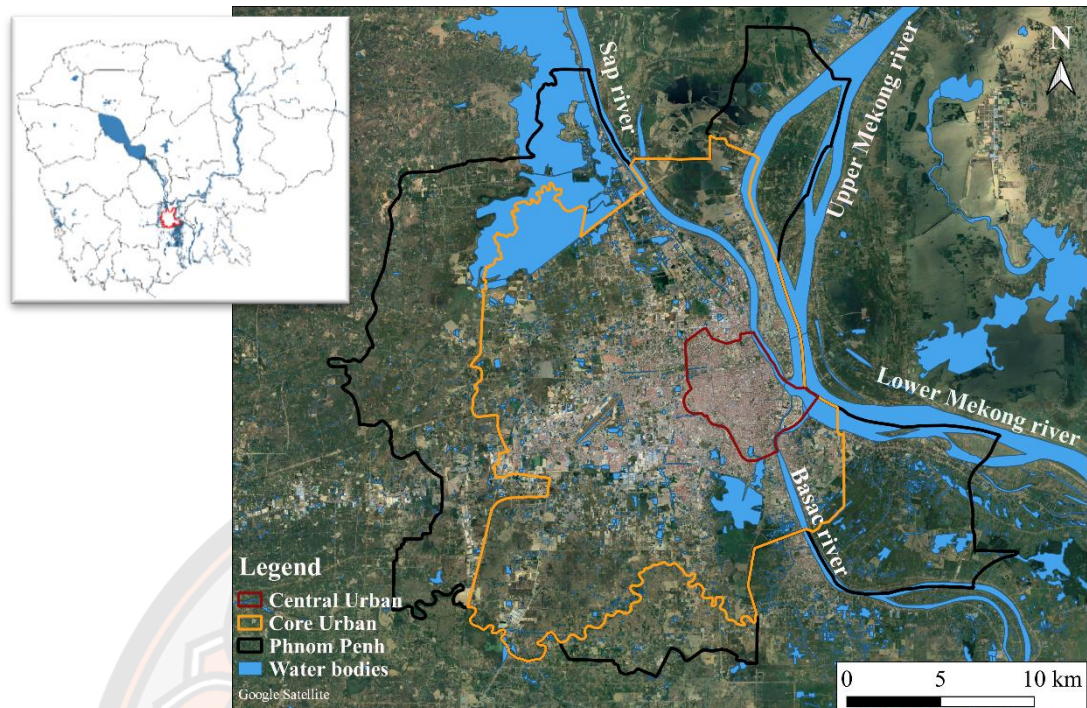 Sap river
Upper Mekong river
N
Lower Mekong river
Basac river
Legend
Central Urban
Core Urban
Phnom Penh
Water bodies
Google Satellite
0 5 10 km